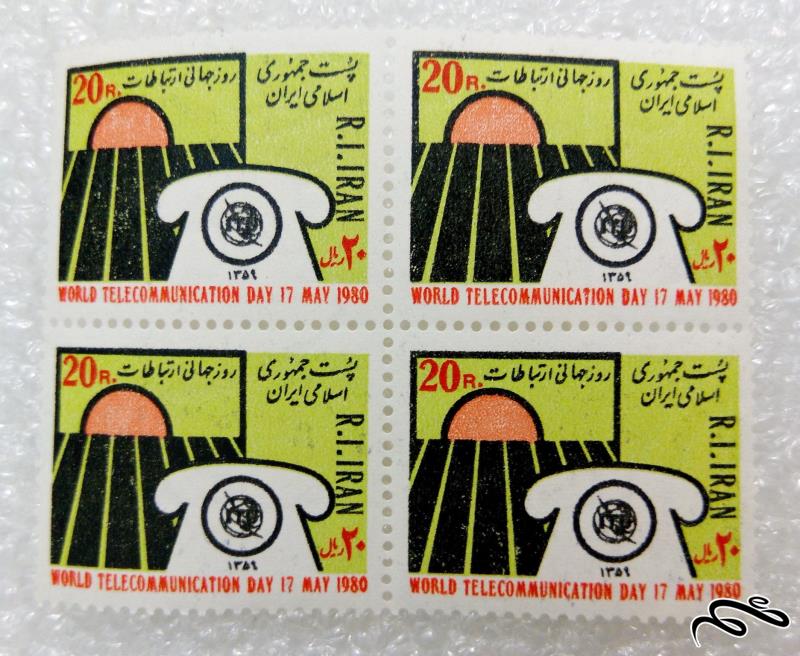 20R. روز جهانی ارتباطات
پست جمهوری
اسلامی ایران
R.I.IRAN
۲۰ ریال
۱۳۵۹
WORLD TELECOMMUNICATION DAY 17 MAY 1980
20R. روز جهانی ارتباطات
پست جمهوری
اسلامی ایران
R.I.IRAN
۲۰ ریال
۱۳۵۹
WORLD TELECOMMUNICATION DAY 17 MAY 1980
20R. روز جهانی ارتباطات
پست جمهوری
اسلامی ایران
R.I.IRAN
۲۰ ریال
۱۳۵۹
WORLD TELECOMMUNICATION DAY 17 MAY 1980
20R. روز جهانی ارتباطات
پست جمهوری
اسلامی ایران
R.I.IRAN
۲۰ ریال
۱۳۵۹
WORLD TELECOMMUNICATION DAY 17 MAY 1980